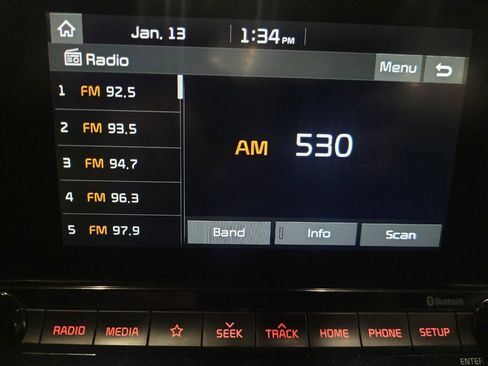 Jan. 13 1:34 PM
Radio Menu
1 FM 92.5
2 FM 93.5
3 FM 94.7
4 FM 96.3
5 FM 97.9
AM 530
Band Info Scan
Bluetooth
RADIO MEDIA SEEK TRACK HOME PHONE SETUP
ENTER